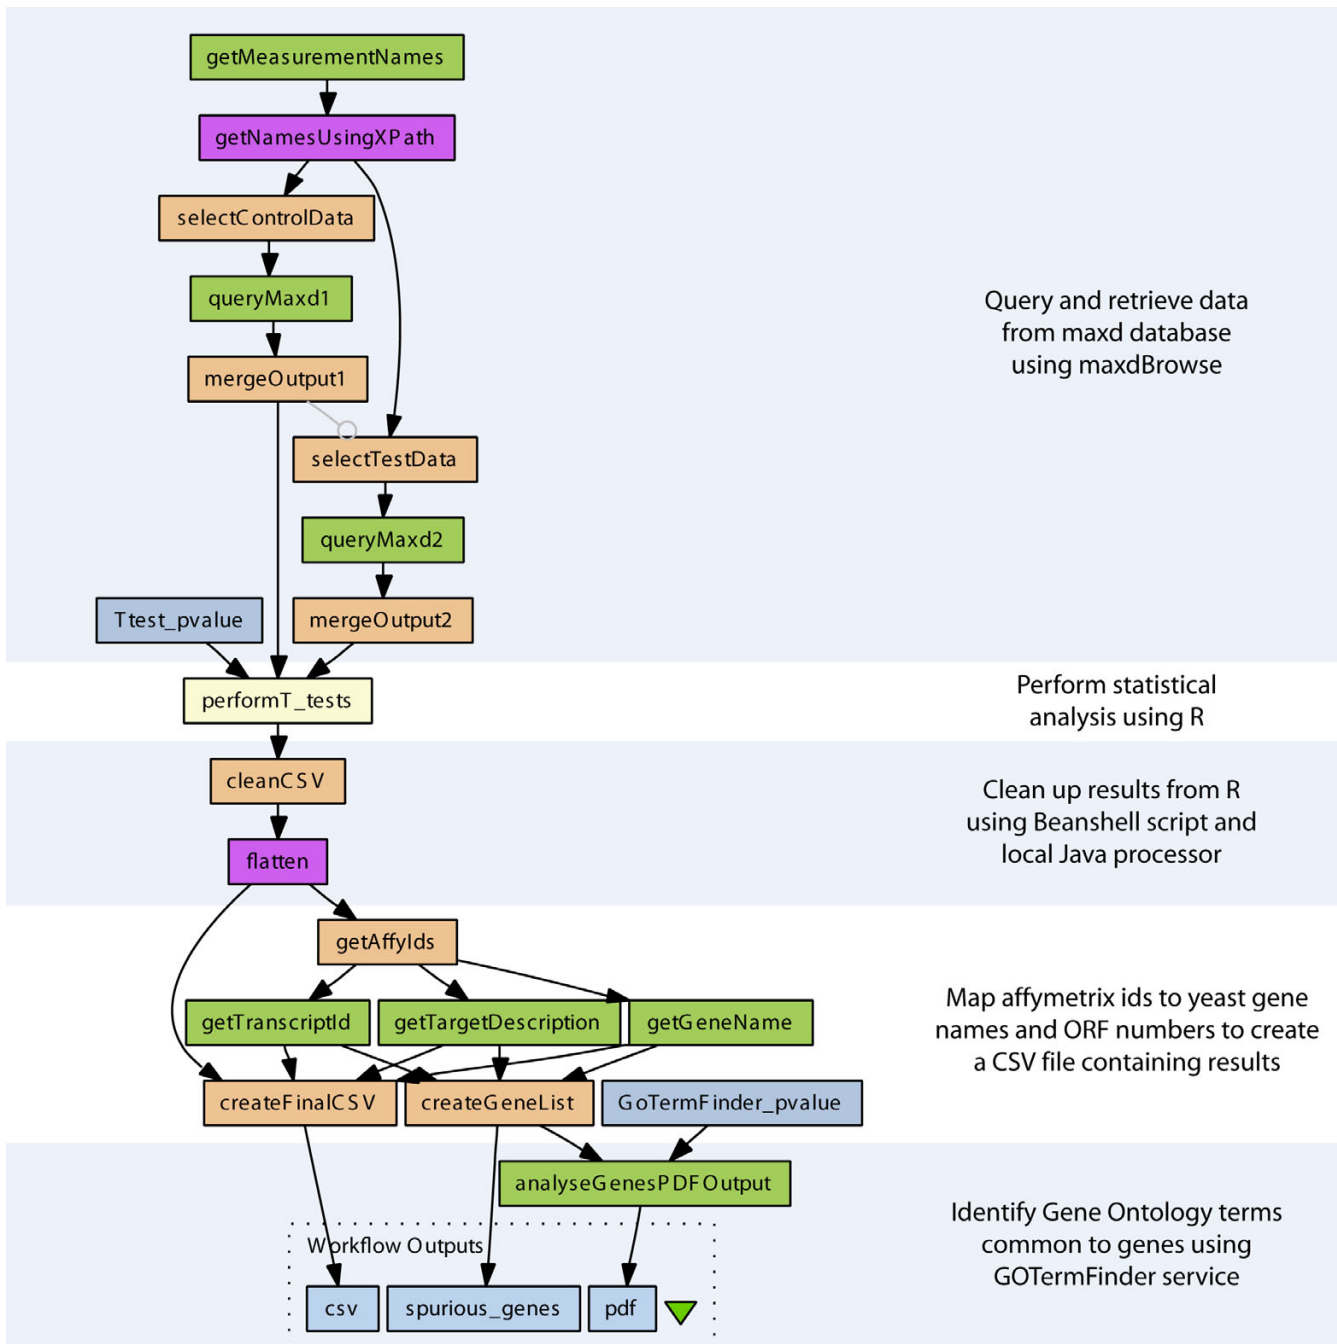 getMeasurementNames
getNamesUsingXPath
selectControlData
queryMaxd1
mergeOutput1
selectTestData
queryMaxd2
Ttest_pvalue
mergeOutput2
Query and retrieve data
from maxd database
using maxdBrowse
performT_tests
Perform statistical
analysis using R
cleanCSV
flatten
Clean up results from R
using Beanshell script and
local Java processor
getAffyIds
getTranscriptId
getTargetDescription
getGeneName
createFinalCSV
createGeneList
GoTermFinder_pvalue
Map affymetrix ids to yeast gene
names and ORF numbers to create
a CSV file containing results
analyseGenesPDFOutput
Workflow Outputs
csv
spurious_genes
pdf
Identify Gene Ontology terms
common to genes using
GOTermFinder service